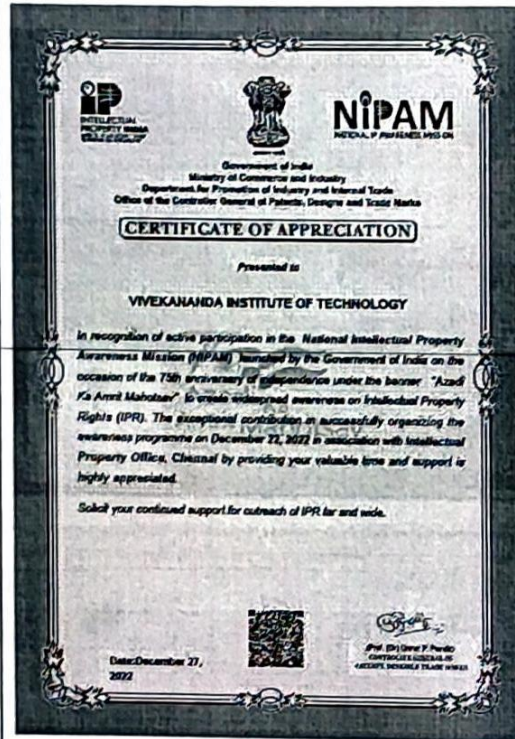 iP
INTELLECTUAL
PROPERTY INDIA
NiPAM
NATIONAL IP AWARENESS MISSION
Government of India
Ministry of Commerce and Industry
Department for Promotion of Industry and Internal Trade
Office of the Controller General of Patents, Designs and Trade Marks
CERTIFICATE OF APPRECIATION
Presented to
VIVEKANANDA INSTITUTE OF TECHNOLOGY
In recognition of active participation in the National Intellectual Property
Awareness Mission (NIPAM) launched by the Government of India on the
occasion of the 75th anniversary of independence under the banner "Azadi
Ka Amrit Mahotsav" to create widespread awareness on Intellectual Property
Rights (IPR). The exceptional contribution in successfully organizing the
awareness programme on December 22, 2022 in association with Intellectual
Property Office, Chennai by providing your valuable time and support is
highly appreciated.
Solicit your continued support for outreach of IPR far and wide.
Date:December 27,
2022
(Prof. (Dr) Unnat P. Pandit)
CONTROLLER GENERAL OF
PATENTS, DESIGNS & TRADE MARKS